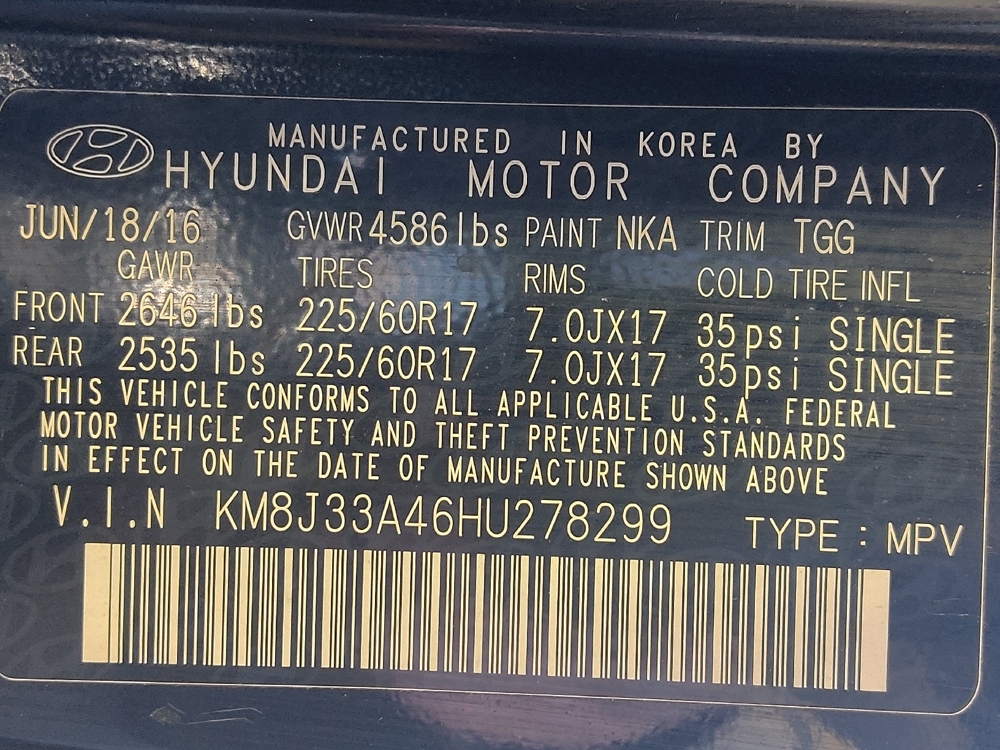 MANUFACTURED IN KOREA BY
HYUNDAI MOTOR COMPANY
JUN/18/16 GVWR 4586 lbs PAINT NKA TRIM TGG
GAWR TIRES RIMS COLD TIRE INFL
FRONT 2646 lbs 225/60R17 7.0JX17 35psi SINGLE
REAR 2535 lbs 225/60R17 7.0JX17 35psi SINGLE
THIS VEHICLE CONFORMS TO ALL APPLICABLE U.S.A. FEDERAL
MOTOR VEHICLE SAFETY AND THEFT PREVENTION STANDARDS
IN EFFECT ON THE DATE OF MANUFACTURE SHOWN ABOVE
V.I.N KM8J33A46HU278299 TYPE : MPV